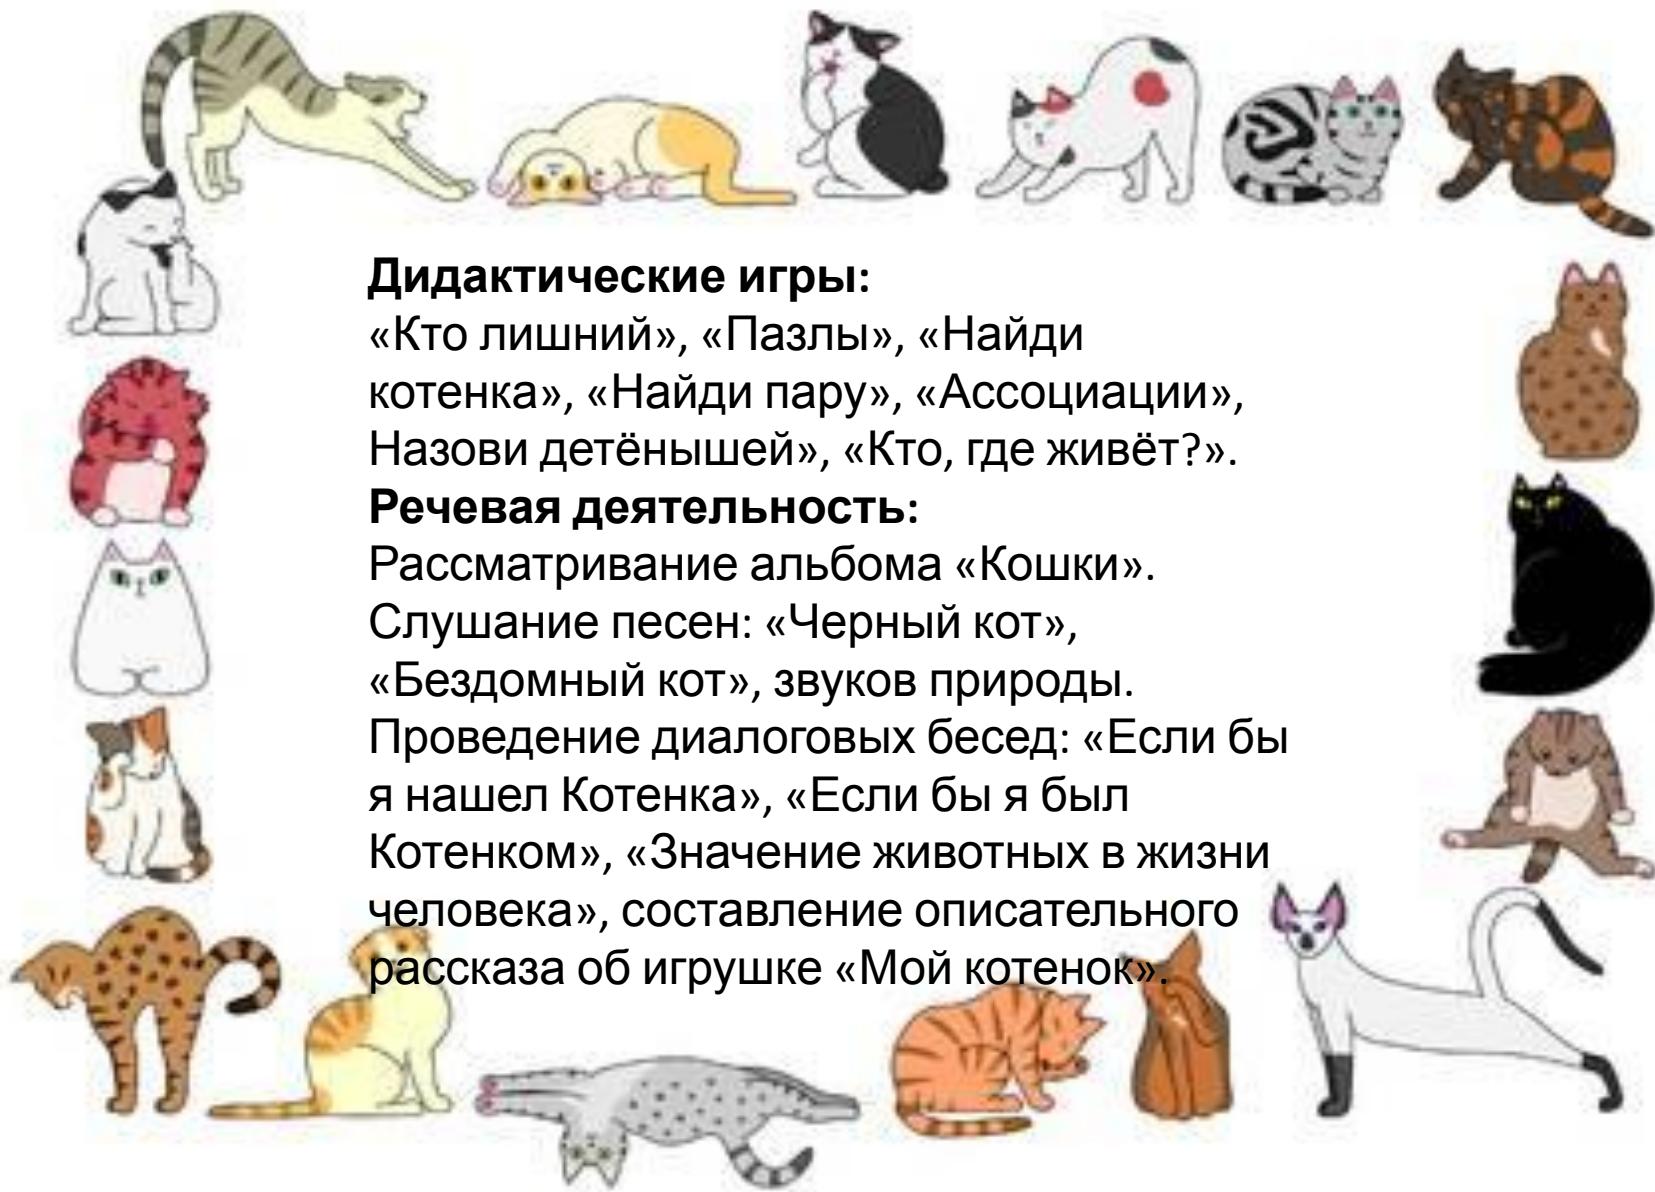 Дидактические игры:
«Кто лишний», «Пазлы», «Найди
котенка», «Найди пару», «Ассоциации»,
Назови детёнышей», «Кто, где живёт?».
Речевая деятельность:
Рассматривание альбома «Кошки».
Слушание песен: «Черный кот»,
«Бездомный кот», звуков природы.
Проведение диалоговых бесед: «Если бы
я нашел Котенка», «Если бы я был
Котенком», «Значение животных в жизни
человека», составление описательного
рассказа об игрушке «Мой котенок».